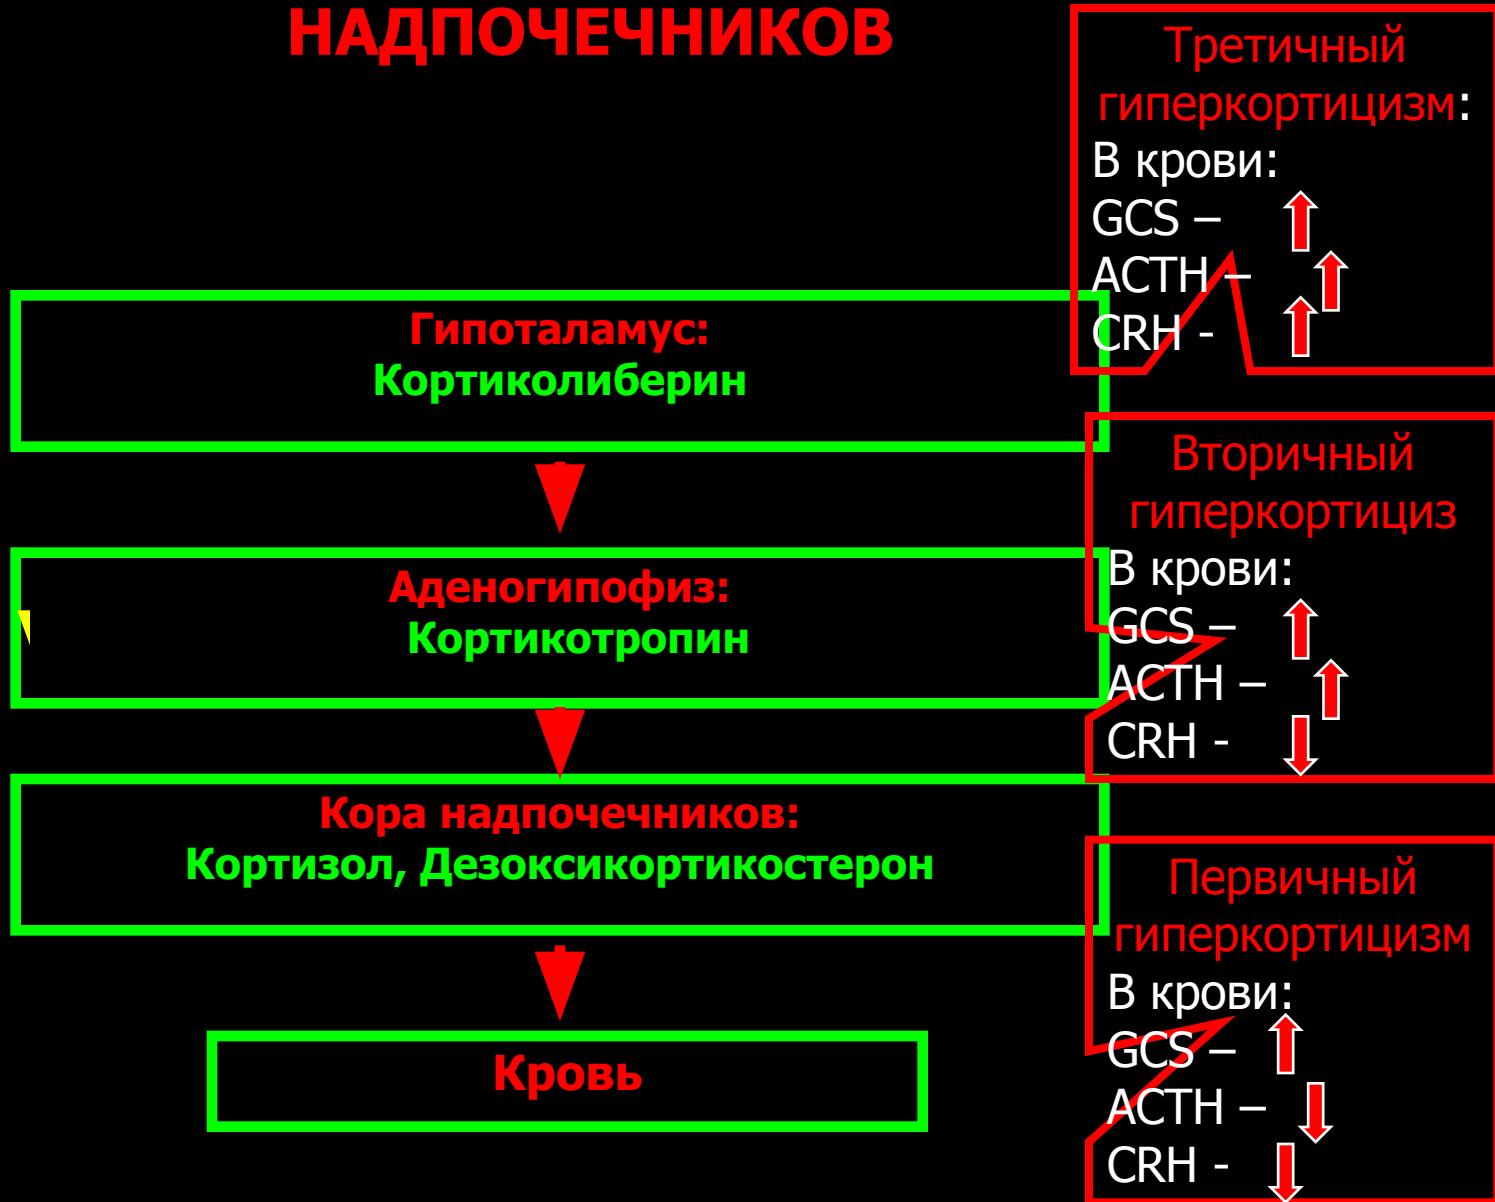 НАДПОЧЕЧНИКОВ
Гипоталамус:
Кортиколиберин
Аденогипофиз:
Кортикотропин
Кора надпочечников:
Кортизол, Дезоксикортикостерон
Кровь
Третичный
гиперкортицизм:
В крови:
GCS –
ACTH –
CRH -
Вторичный
гиперкортициз
В крови:
GCS –
ACTH –
CRH -
Первичный
гиперкортицизм
В крови:
GCS –
ACTH –
CRH -